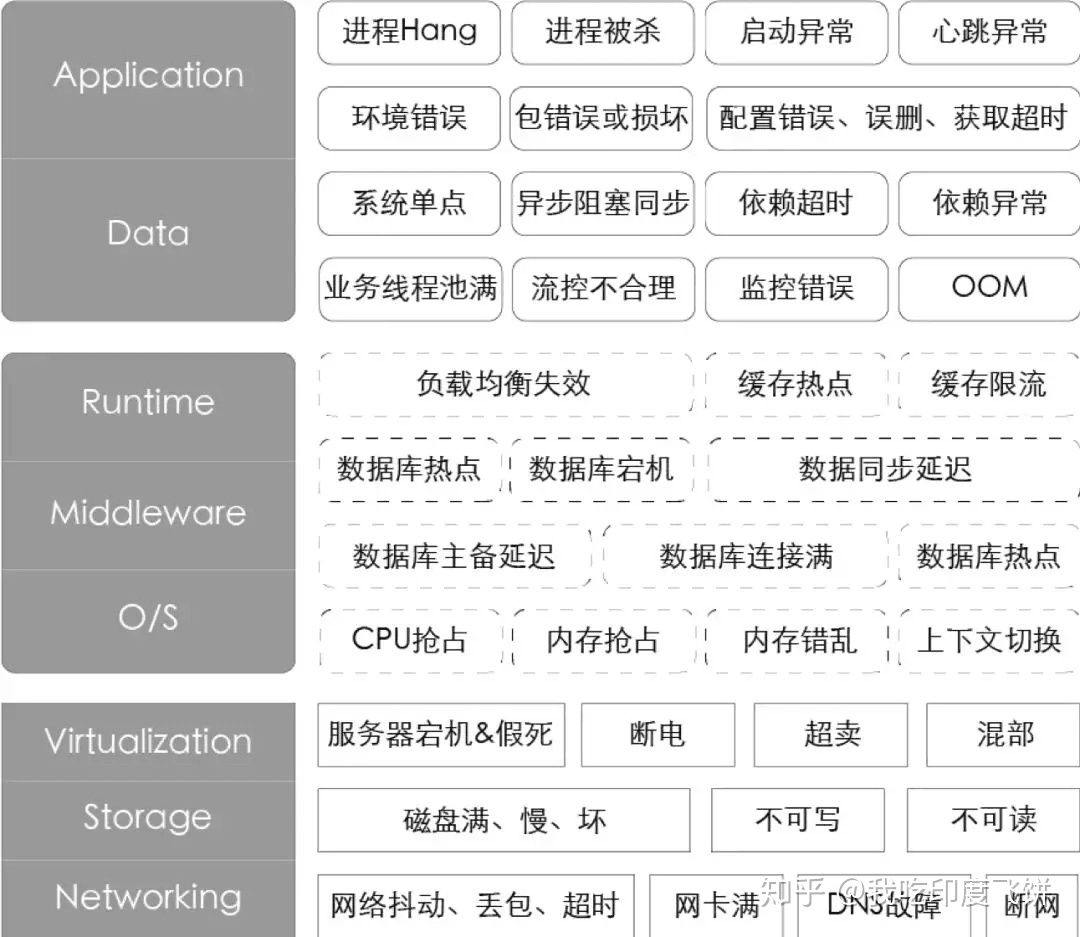 Application
进程Hang 进程被杀 启动异常 心跳异常
环境错误 包错误或损坏 配置错误、误删、获取超时
Data
系统单点 异步阻塞同步 依赖超时 依赖异常
业务线程池满 流控不合理 监控错误 OOM
Runtime
负载均衡失效 缓存热点 缓存限流
Middleware
数据库热点 数据库宕机 数据同步延迟
数据库主备延迟 数据库连接满 数据库热点
O/S
CPU抢占 内存抢占 内存错乱 上下文切换
Virtualization
服务器宕机&假死 断电 超卖 混部
Storage
磁盘满、慢、坏 不可写 不可读
Networking
网络抖动、丢包、超时 网卡满 DNS故障 断网
知乎 @我吃印度飞饼